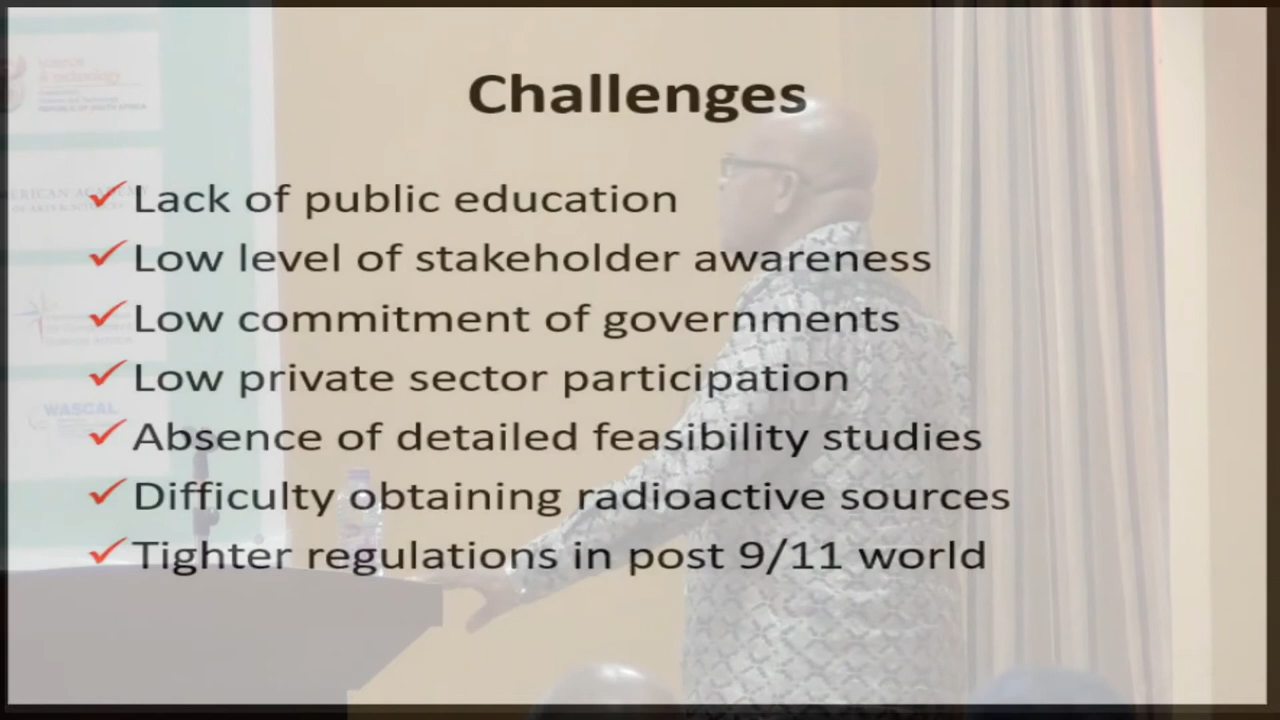 Challenges
Lack of public education
Low level of stakeholder awareness
Low commitment of governments
Low private sector participation
Absence of detailed feasibility studies
Difficulty obtaining radioactive sources
Tighter regulations in post 9/11 world
WASCAL